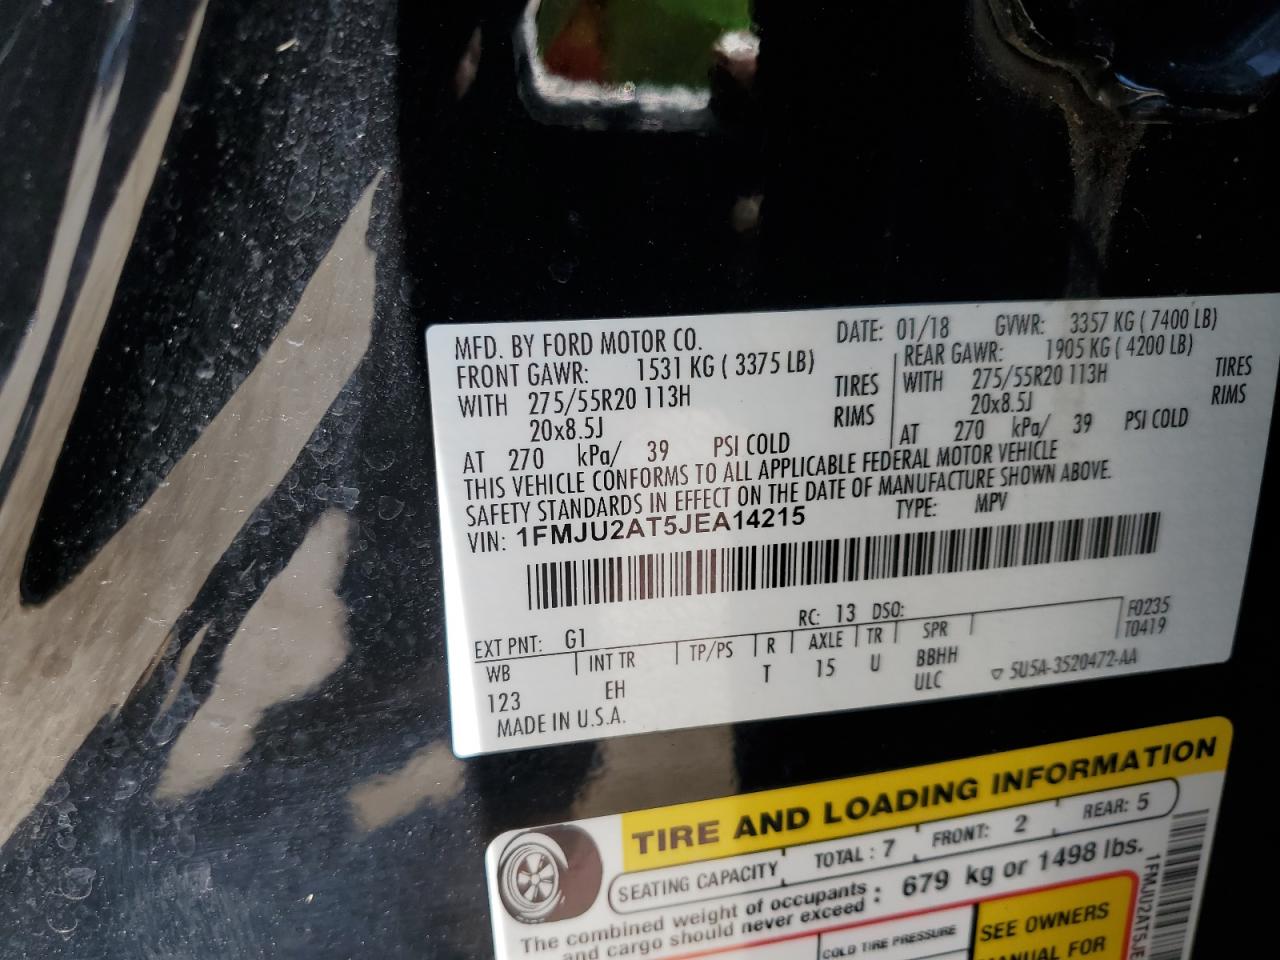 MFD. BY FORD MOTOR CO. DATE: 01/18 GVWR: 3357 KG ( 7400 LB)
FRONT GAWR: 1531 KG ( 3375 LB) REAR GAWR: 1905 KG ( 4200 LB)
WITH 275/55R20 113H TIRES WITH 275/55R20 113H TIRES
20x8.5J RIMS 20x8.5J RIMS
AT 270 kPa/ 39 PSI COLD AT 270 kPa/ 39 PSI COLD
THIS VEHICLE CONFORMS TO ALL APPLICABLE FEDERAL MOTOR VEHICLE
SAFETY STANDARDS IN EFFECT ON THE DATE OF MANUFACTURE SHOWN ABOVE.
VIN: 1FMJU2AT5JEA14215 TYPE: MPV
EXT PNT: G1 RC: 13 DSO: F0235
WB INT TR TP/PS R AXLE TR SPR T0419
123 EH T 15 U BBHH
ULC ▽ 5U5A-3520472-AA
MADE IN U.S.A.
TIRE AND LOADING INFORMATION
SEATING CAPACITY TOTAL : 7 FRONT: 2 REAR: 5
The combined weight of occupants : 679 kg or 1498 lbs.
and cargo should never exceed :
COLD TIRE PRESSURE
SEE OWNERS
MANUAL FOR
1FMJU2AT5JE